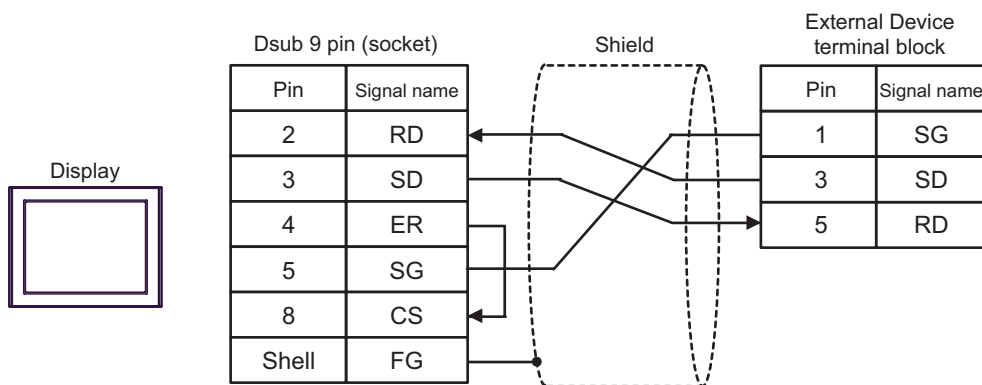 External Device
terminal block
Dsub 9 pin (socket)
Shield
Pin Signal name
Pin Signal name
2 RD
1 SG
Display
3 SD
3 SD
4 ER
5 RD
5 SG
8 CS
Shell FG